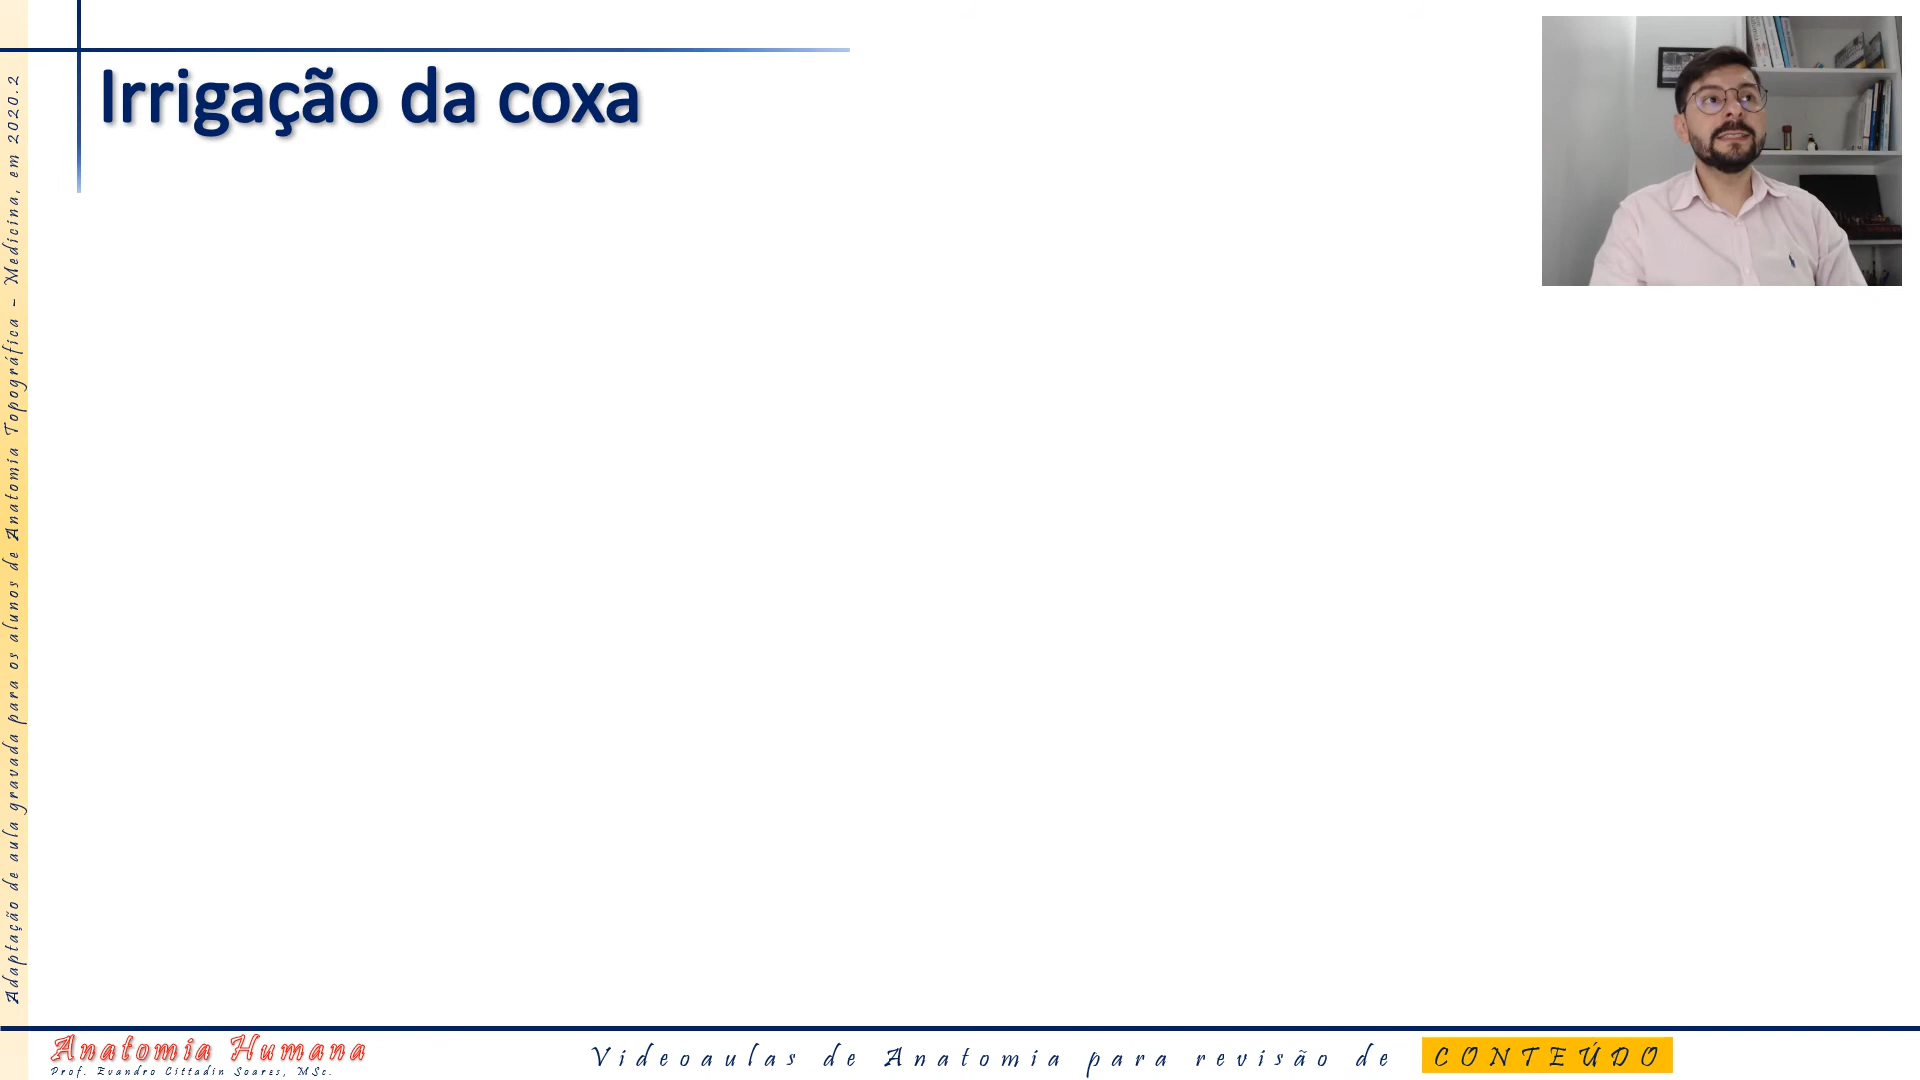 Irrigação da coxa
Adaptação de aula gravada para os alunos de Anatomia Topográfica - Medicina, em 2020.2
Anatomia Humana
Prof. Evandro Cittadin Soares, MSc.
Videoaulas de Anatomia para revisão de CONTEÚDO